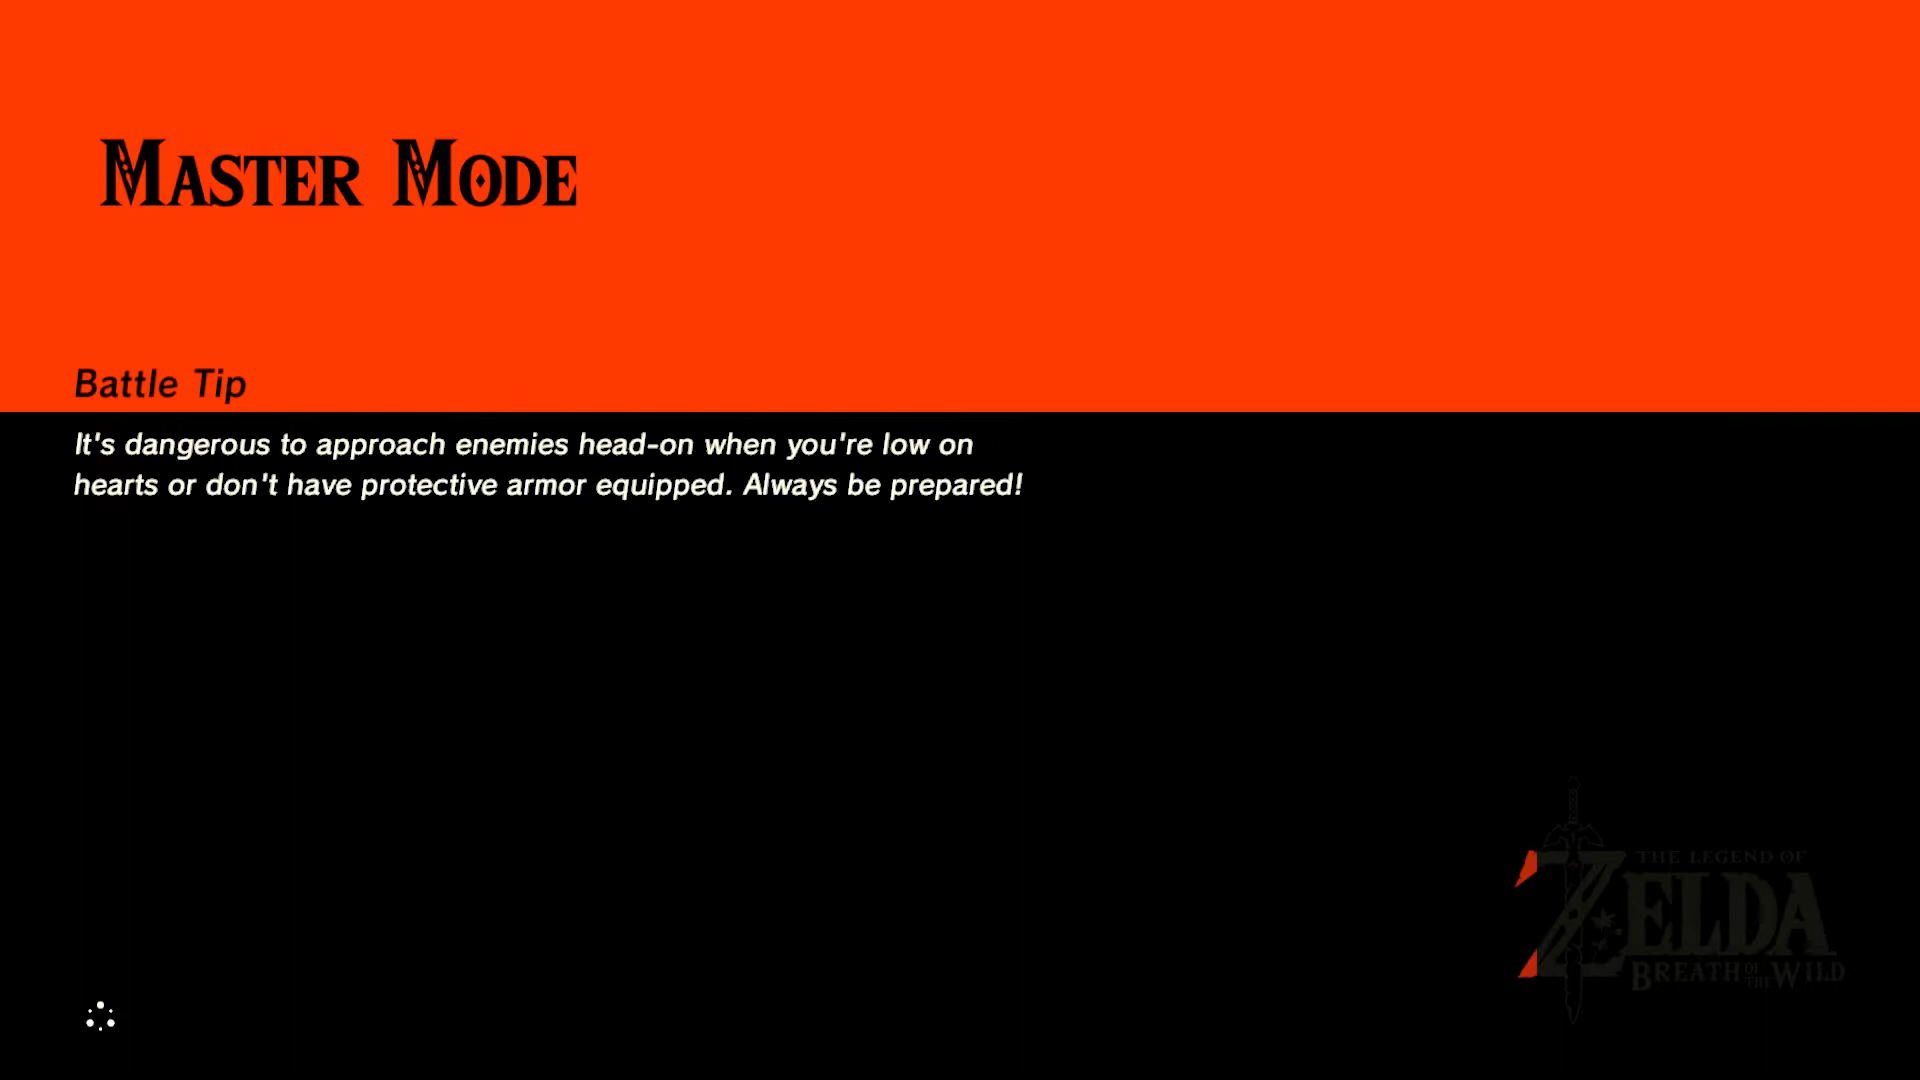 Master Mode
Battle Tip
It's dangerous to approach enemies head-on when you're low on
hearts or don't have protective armor equipped. Always be prepared!
THE LEGEND OF
ZELDA
BREATH OF THE WILD